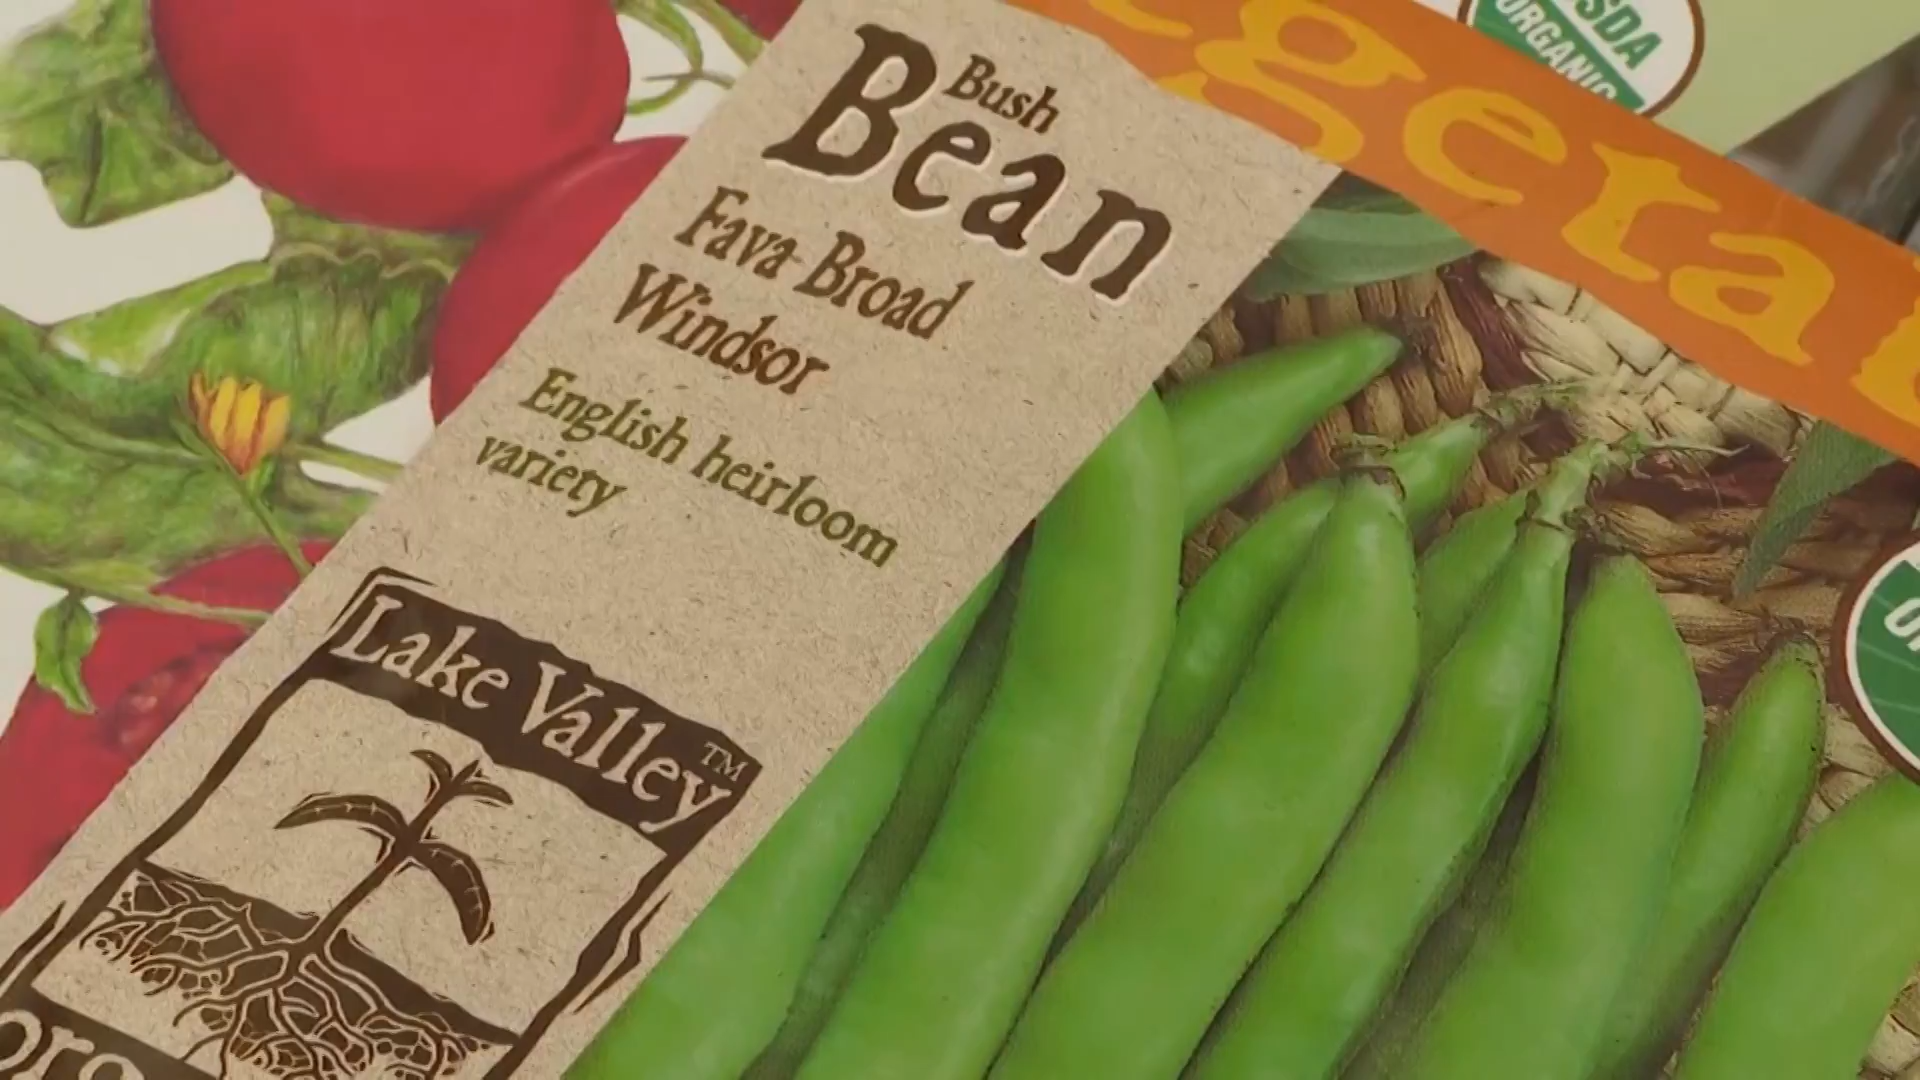 Bush
Bean
Fava-Broad
Windsor
English heirloom
variety
Lake Valley™
USDA
ORGANIC